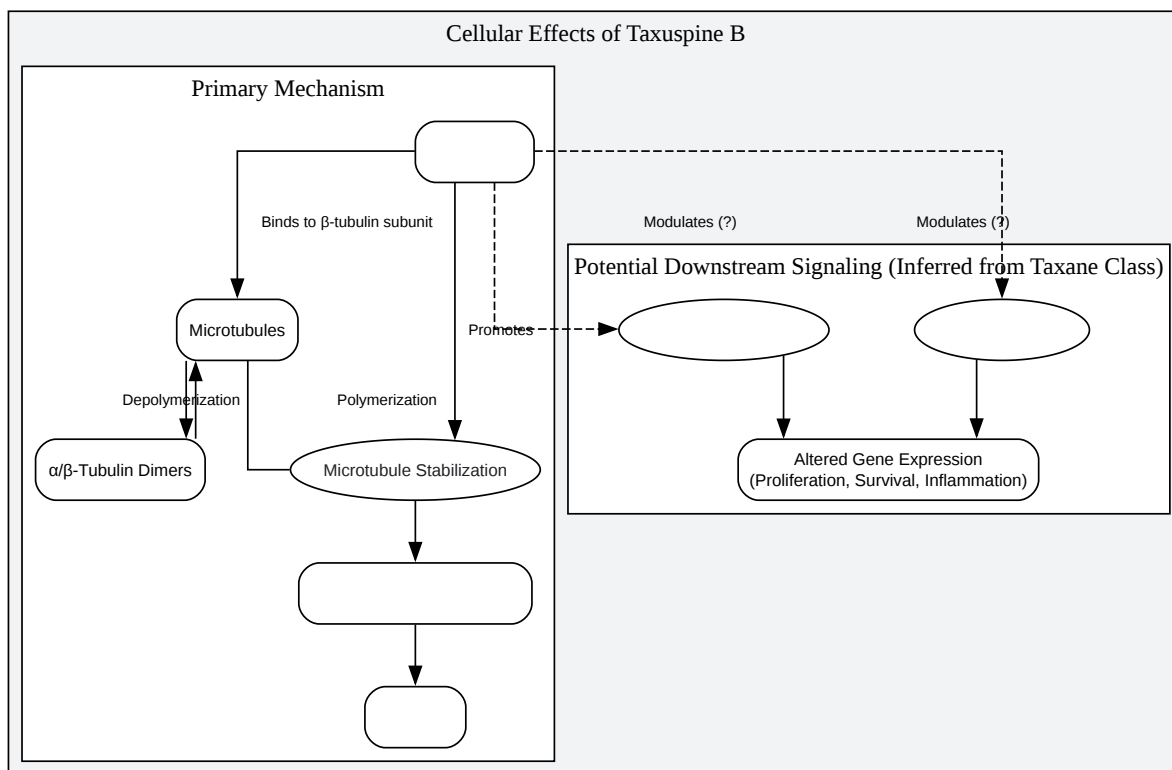 Cellular Effects of Taxuspine B
Primary Mechanism
Binds to β-tubulin subunit
Modulates (?)
Modulates (?)
Potential Downstream Signaling (Inferred from Taxane Class)
Microtubules
Promotes
Depolymerization
Polymerization
α/β-Tubulin Dimers
Microtubule Stabilization
Altered Gene Expression
(Proliferation, Survival, Inflammation)